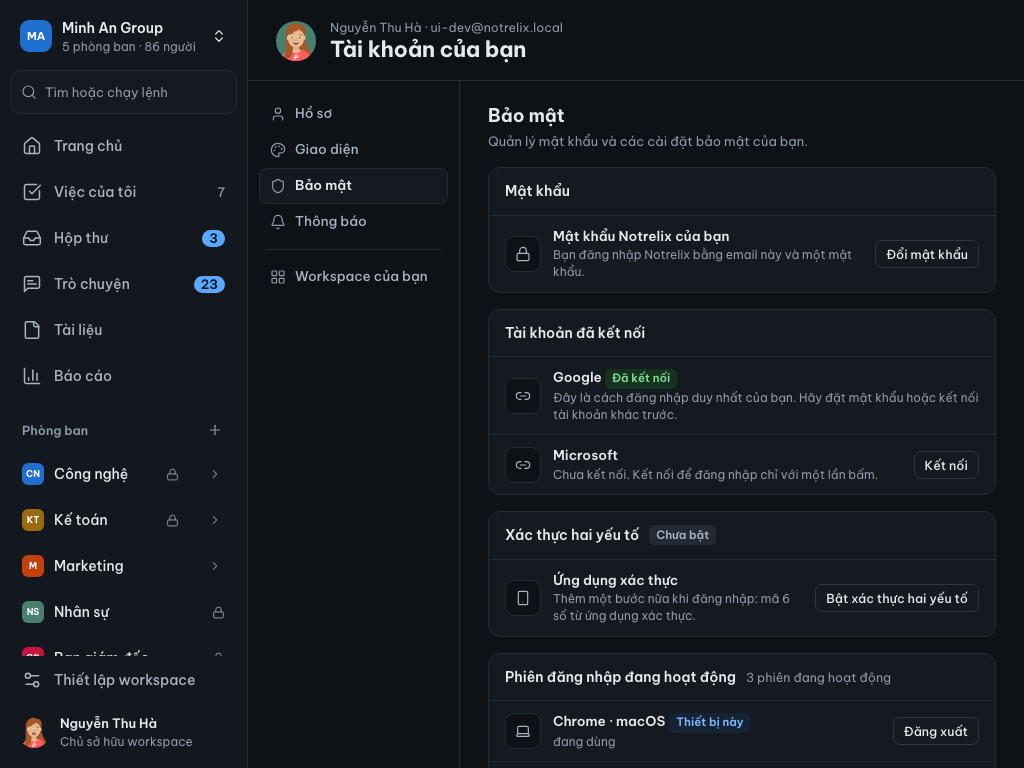 MA
Minh An Group
5 phòng ban · 86 người
Tìm hoặc chạy lệnh
Trang chủ
Việc của tôi 7
Hộp thư 3
Trò chuyện 23
Tài liệu
Báo cáo
Phòng ban
CN Công nghệ
KT Kế toán
M Marketing
NS Nhân sự
Thiết lập workspace
Nguyễn Thu Hà
Chủ sở hữu workspace
Nguyễn Thu Hà · ui-dev@notrelix.local
Tài khoản của bạn
Hồ sơ
Giao diện
Bảo mật
Thông báo
Workspace của bạn
Bảo mật
Quản lý mật khẩu và các cài đặt bảo mật của bạn.
Mật khẩu
Mật khẩu Notrelix của bạn
Bạn đăng nhập Notrelix bằng email này và một mật
khẩu.
Đổi mật khẩu
Tài khoản đã kết nối
Google Đã kết nối
Đây là cách đăng nhập duy nhất của bạn. Hãy đặt mật khẩu hoặc kết nối
tài khoản khác trước.
Microsoft
Chưa kết nối. Kết nối để đăng nhập chỉ với một lần bấm.
Kết nối
Xác thực hai yếu tố Chưa bật
Ứng dụng xác thực
Thêm một bước nữa khi đăng nhập: mã 6
số từ ứng dụng xác thực.
Bật xác thực hai yếu tố
Phiên đăng nhập đang hoạt động 3 phiên đang hoạt động
Chrome · macOS Thiết bị này
đang dùng
Đăng xuất